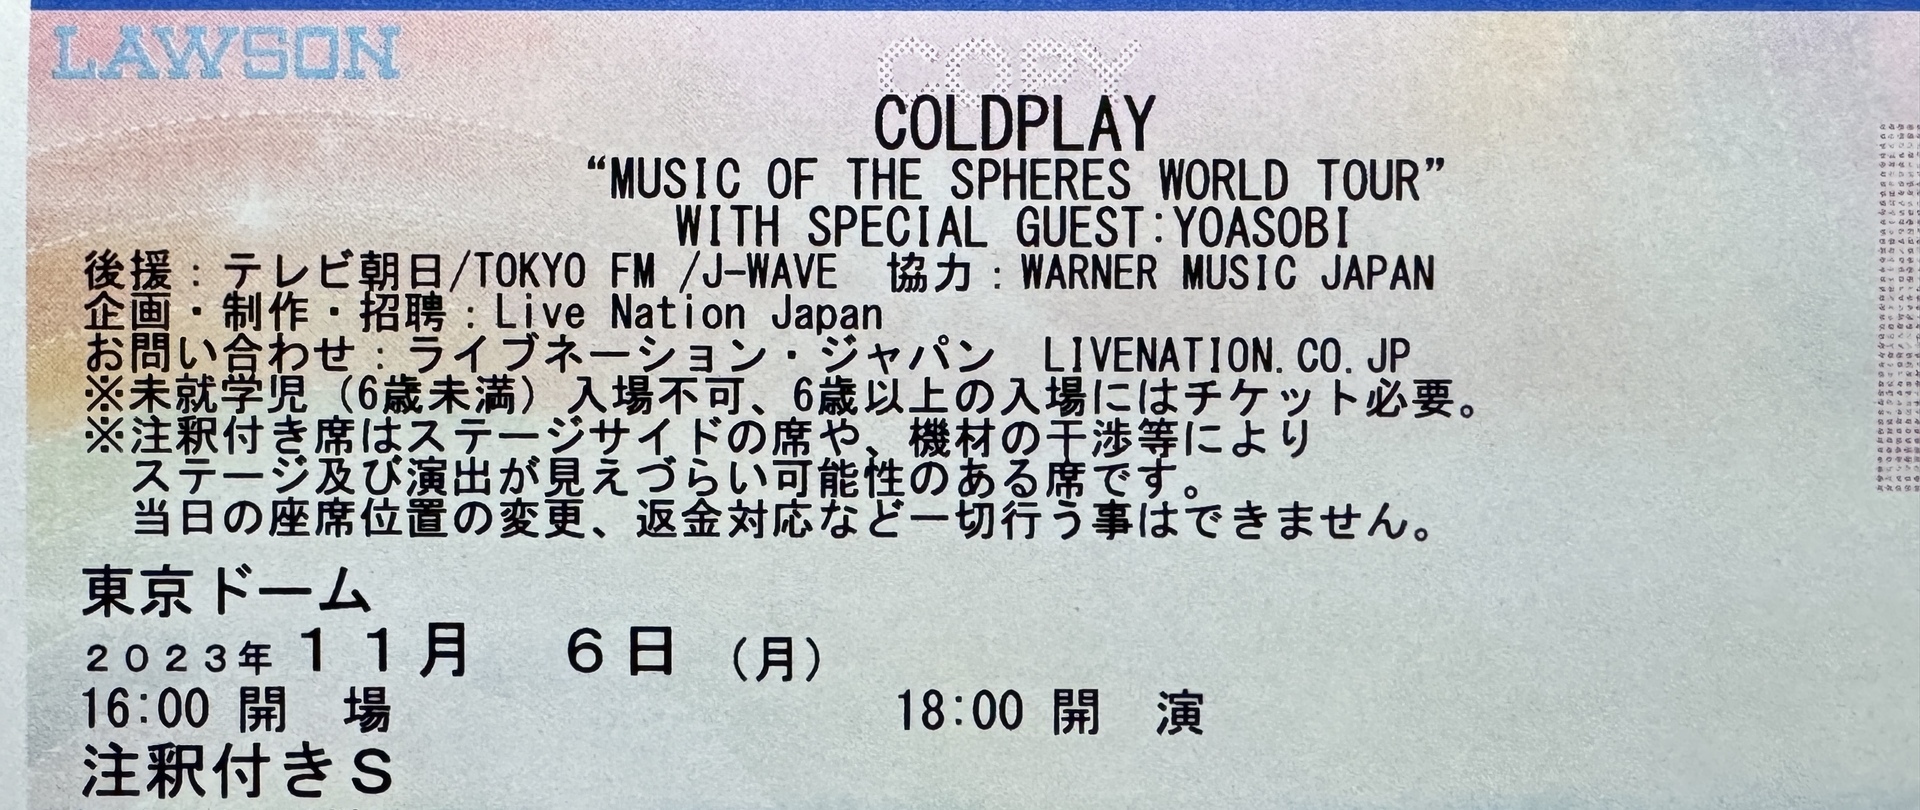 LAWSON
COPY
COLDPLAY
“MUSIC OF THE SPHERES WORLD TOUR”
WITH SPECIAL GUEST:YOASOBI
後援：テレビ朝日/TOKYO FM /J-WAVE　協力：WARNER MUSIC JAPAN
企画・制作・招聘：Live Nation Japan
お問い合わせ：ライブネーション・ジャパン　LIVENATION.CO.JP
※未就学児（6歳未満）入場不可、6歳以上の入場にはチケット必要。
※注釈付き席はステージサイドの席や、機材の干渉等により
ステージ及び演出が見えづらい可能性のある席です。
当日の座席位置の変更、返金対応など一切行う事はできません。
東京ドーム
２０２３年１１月　６日（月）
16:00 開　場　18:00 開　演
注釈付きＳ